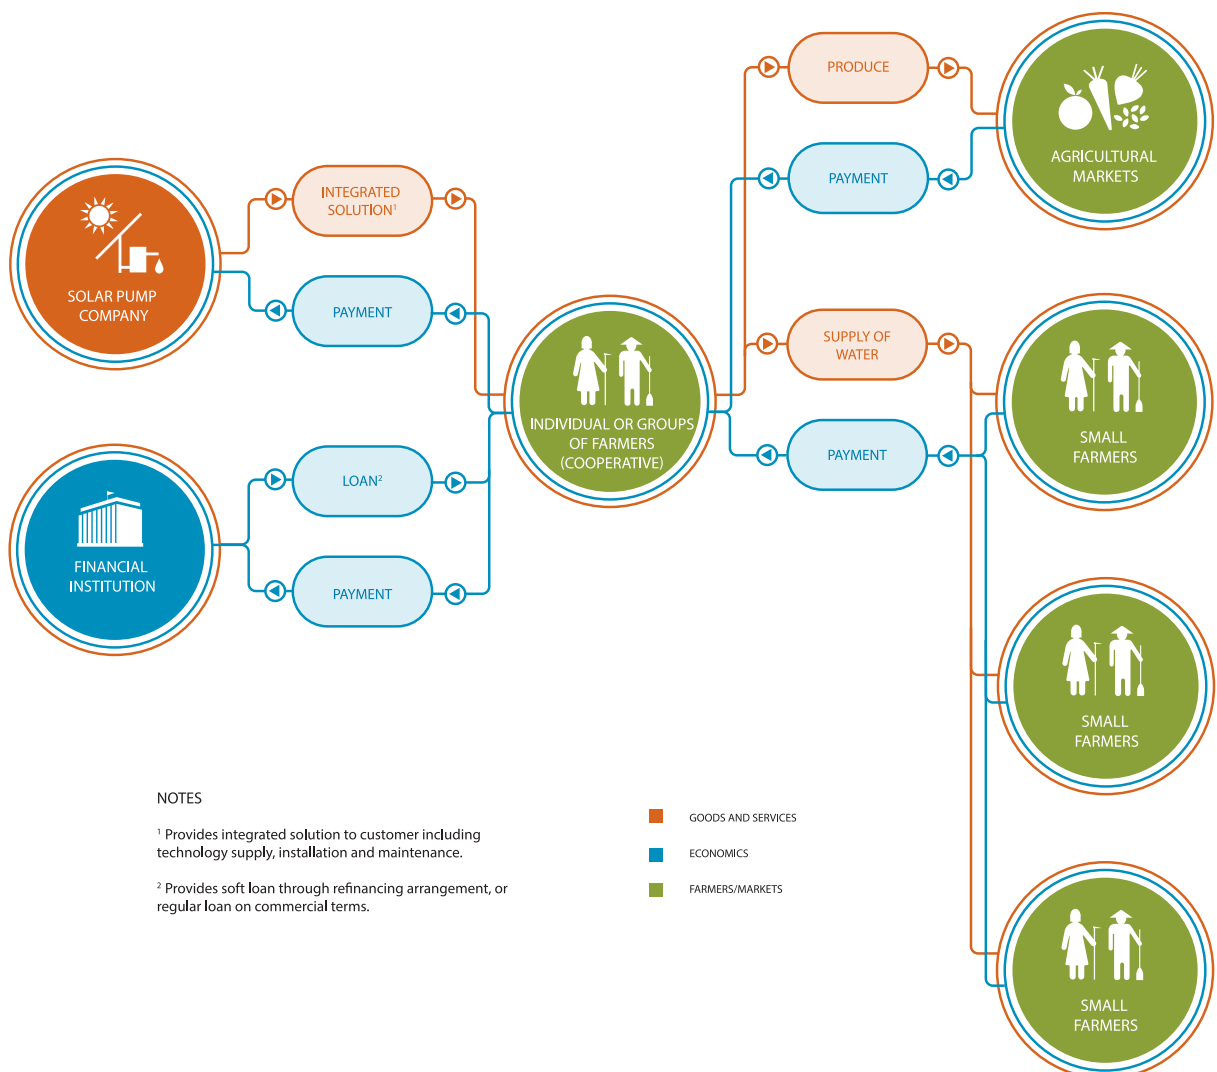 PRODUCE
AGRICULTURAL
MARKETS
PAYMENT
INTEGRATED
SOLUTION¹
SOLAR PUMP
COMPANY
PAYMENT
SUPPLY OF
WATER
INDIVIDUAL OR GROUPS
OF FARMERS
(COOPERATIVE)
SMALL
FARMERS
PAYMENT
LOAN²
FINANCIAL
INSTITUTION
PAYMENT
SMALL
FARMERS
NOTES
¹ Provides integrated solution to customer including
technology supply, installation and maintenance.
² Provides soft loan through refinancing arrangement, or
regular loan on commercial terms.
GOODS AND SERVICES
ECONOMICS
FARMERS/MARKETS
SMALL
FARMERS